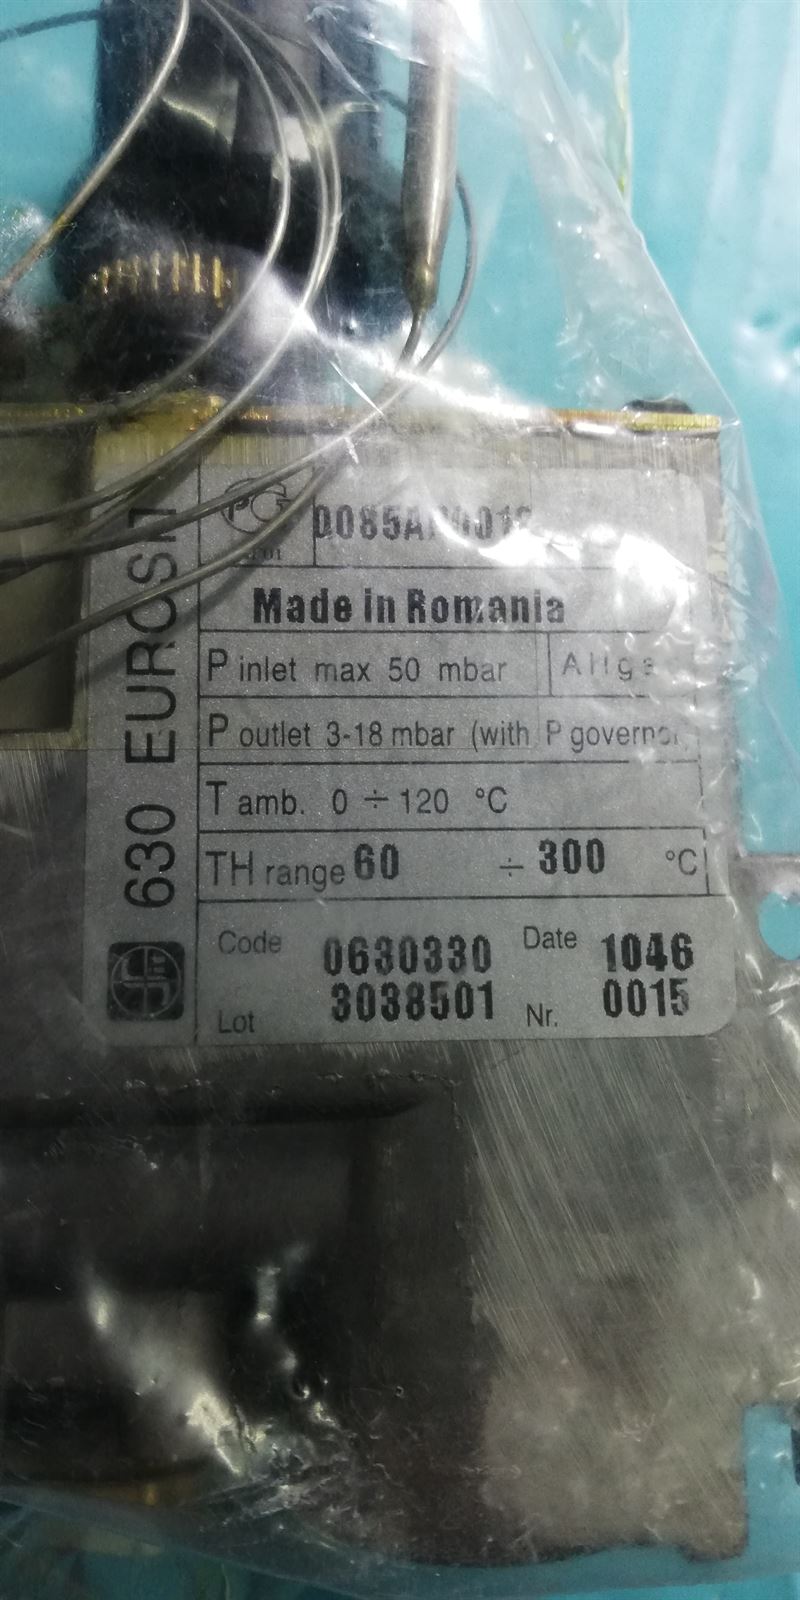 630 EUROSIT
Made in Romania
P inlet max 50 mbar
P outlet 3-18 mbar (with P governor)
T amb. 0 ÷ 120 °C
TH range 60 ÷ 300 °C
Code 0630330 Date 1046
Lot 3038501 Nr. 0015